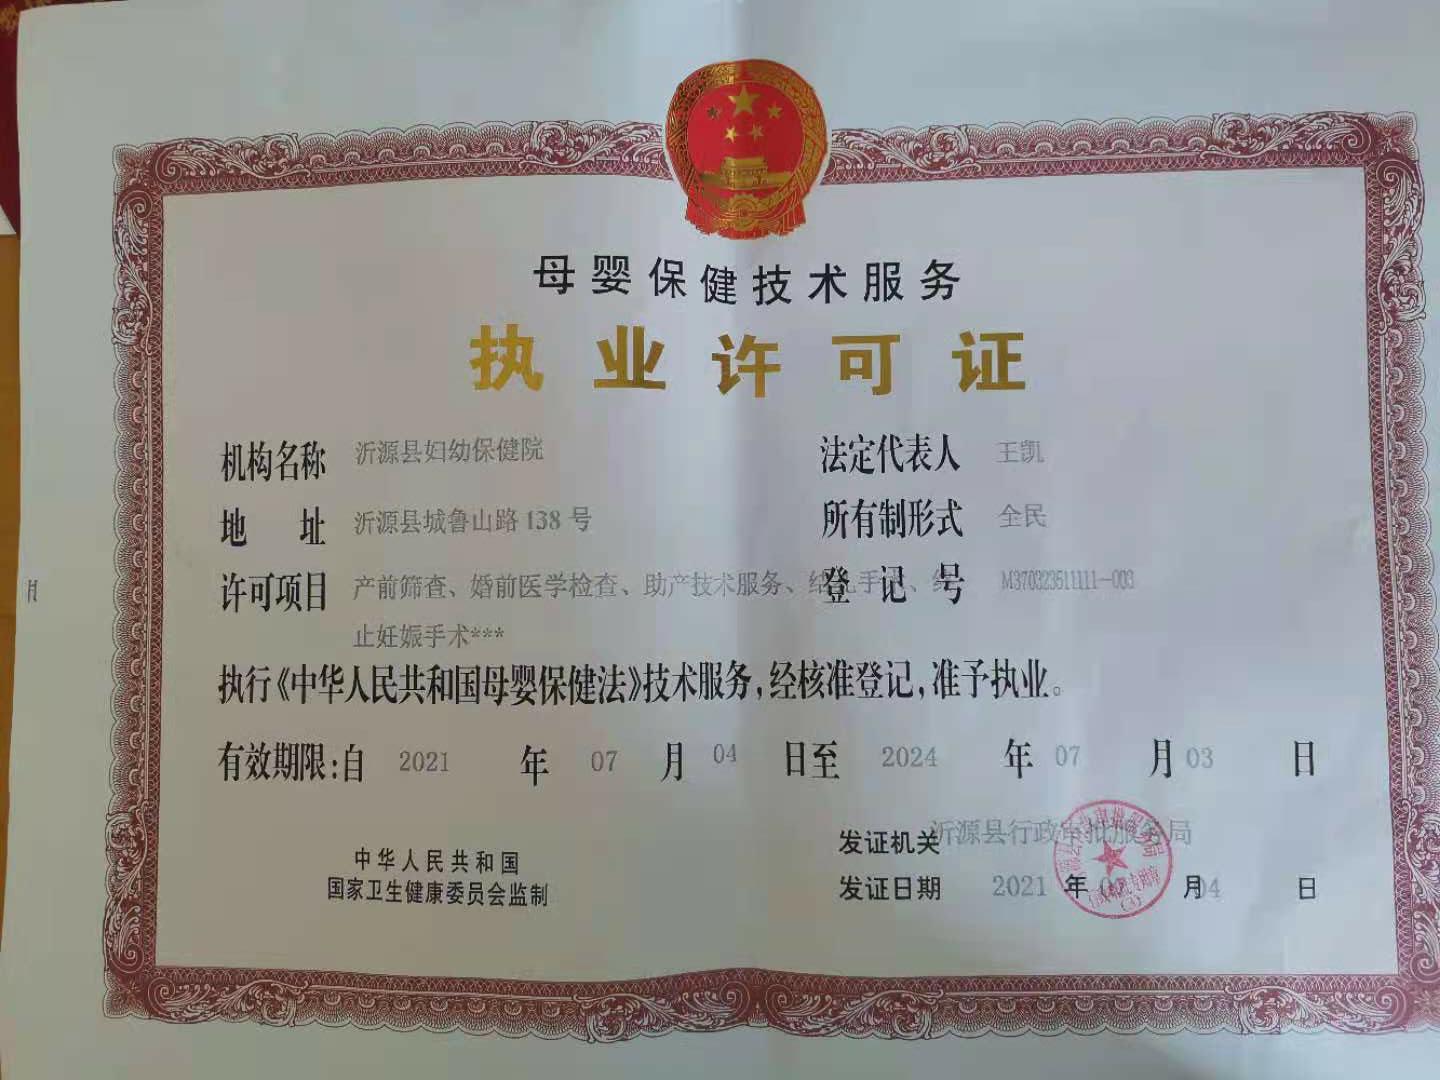 母婴保健技术服务
执业许可证
机构名称 沂源县妇幼保健院 法定代表人 王凯
地 址 沂源县城鲁山路138号 所有制形式 全民
许可项目 产前筛查、婚前医学检查、助产技术服务、 登记号 M370323511111-003
止妊娠手术***
执行《中华人民共和国母婴保健法》技术服务,经核准登记,准予执业。
有效期限:自 2021 年 07 月 04 日至 2024 年 07 月 03 日
中华人民共和国
国家卫生健康委员会监制
发证机关 沂源县行政审批服务局
发证日期 2021 年 月 04 日